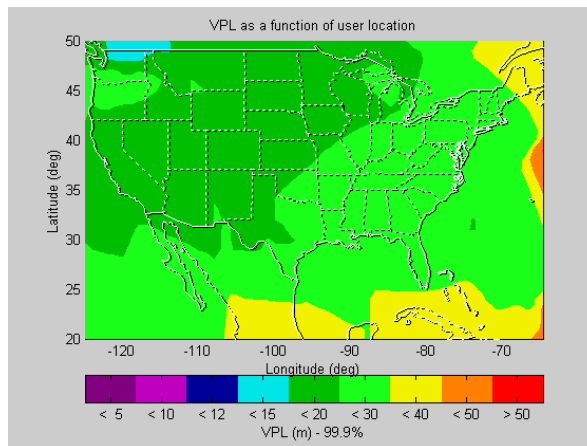 VPL as a function of user location
50
45
40
35
30
25
20
Latitude (deg)
-120 -110 -100 -90 -80 -70
Longitude (deg)
< 5 < 10 < 12 < 15 < 20 < 30 < 40 < 50 > 50
VPL (m) - 99.9%